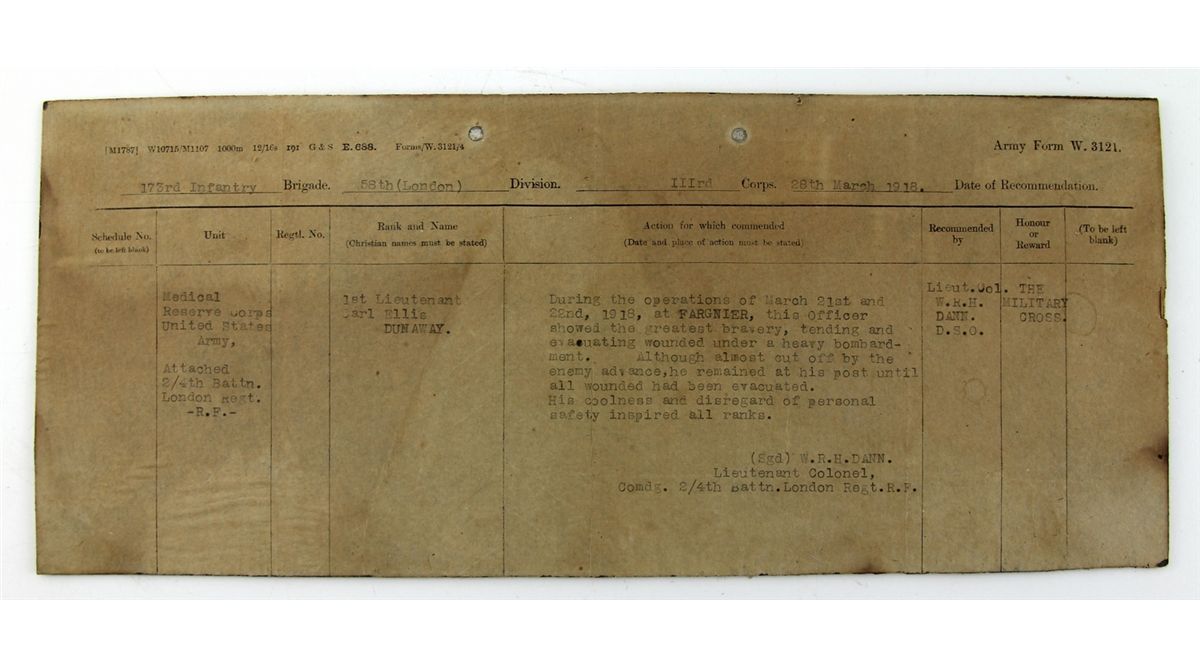 [M1787] W10715/M1107 1000m 12/16s 191 G & S E. 688. Forms/W. 3121/4
Army Form W. 3121.
173rd Infantry Brigade. 58th(London) Division. IIIrd Corps. 28th March 1918. Date of Recommendation.
Schedule No.
(to be left blank)
Unit
Regtl. No.
Rank and Name
(Christian names must be stated)
Action for which commended
(Date and place of action must be stated)
Recommended
by
Honour
or
Reward
(To be left
blank)
Medical
Reserve Corps
United States
Army,
Attached
2/4th Battn.
London Regt.
-R.F.-
1st Lieutenant
Carl Ellis
DUNAWAY.
During the operations of March 21st and
22nd, 1918, at FARGNIER, this Officer
showed the greatest bravery, tending and
evacuating wounded under a heavy bombard-
ment. Although almost cut off by the
enemy advance,he remained at his post until
all wounded had been evacuated.
His coolness and disregard of personal
safety inspired all ranks.
(Sgd) W.R.H.DANN.
Lieutenant Colonel,
Comdg. 2/4th Battn.London Regt.R.F.
Lieut.Col.
W.R.H.
DANN.
D.S.O.
THE
MILITARY
CROSS.